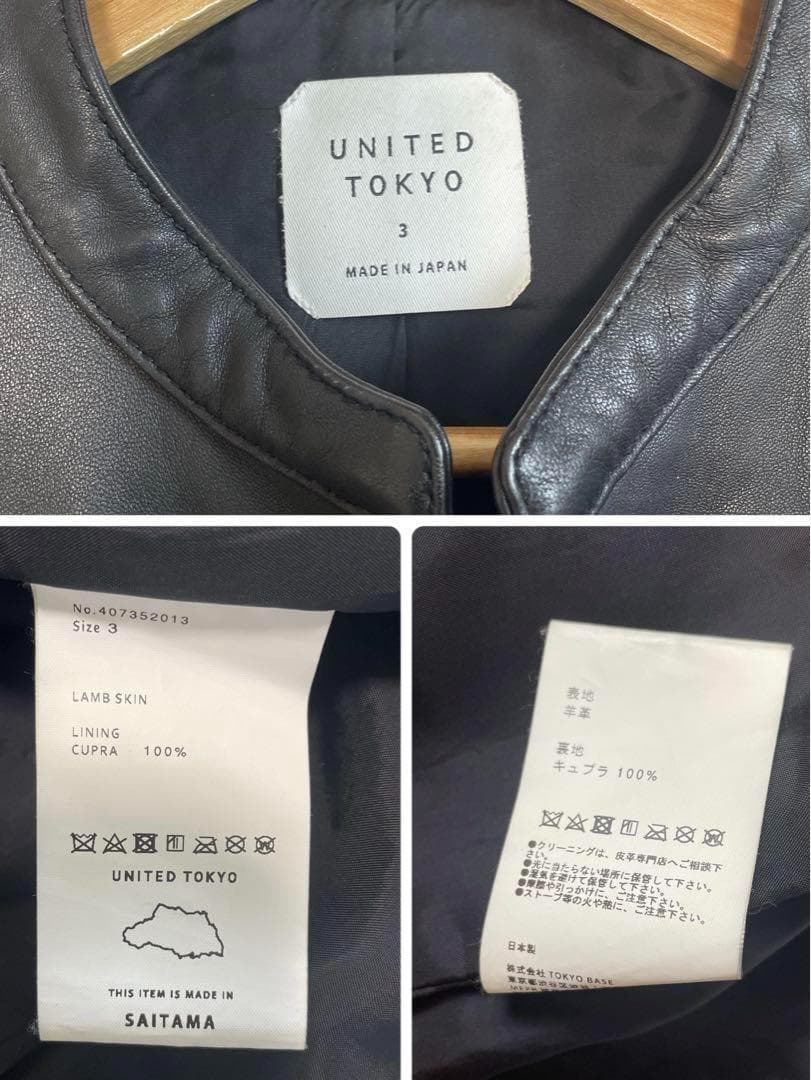 UNITED
TOKYO
3
MADE IN JAPAN
No.407352013
Size 3
LAMB SKIN
LINING
CUPRA 100%
UNITED TOKYO
THIS ITEM IS MADE IN
SAITAMA
表地
羊革
裏地
キュプラ 100%
●クリーニングは、皮革専門店へご相談下
さい。
●光に当たらない場所に保管して下さい。
●湿気を避けて保管して下さい。
●摩擦や引っかけに、ご注意下さい。
●ストーブ等の火や熱に、ご注意下さい。
日本製
株式会社 TOKYO BASE
東京都渋谷区